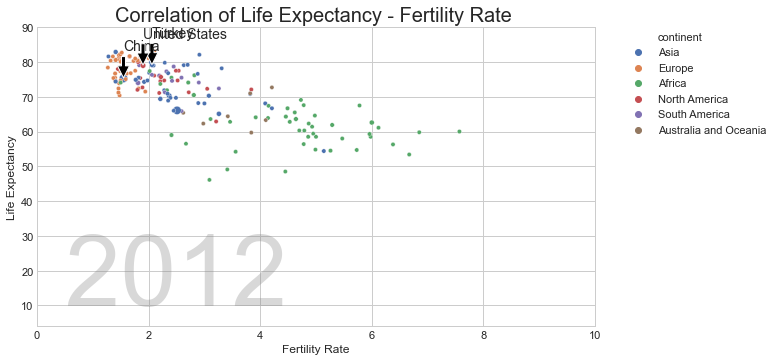 Correlation of Life Expectancy - Fertility Rate
90
80
70
60
50
40
30
20
10
Life Expectancy
Turkey
United States
China
2012
0
2
4
6
8
10
Fertility Rate
continent
Asia
Europe
Africa
North America
South America
Australia and Oceania